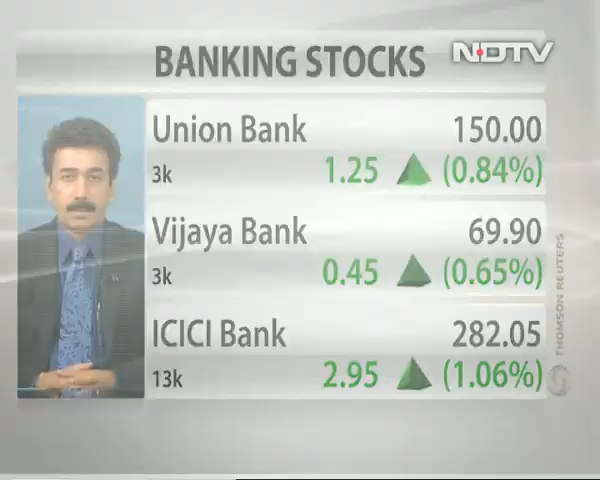 BANKING STOCKS
NDTV
Union Bank 150.00
3k 1.25 (0.84%)
Vijaya Bank 69.90
3k 0.45 (0.65%)
ICICI Bank 282.05
13k 2.95 (1.06%)
THOMSON REUTERS